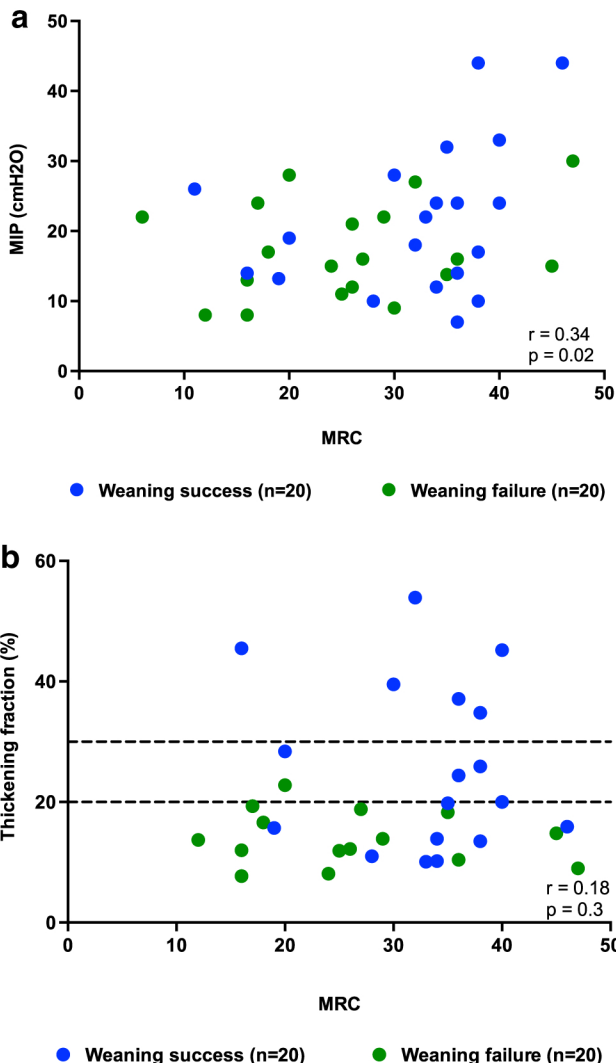 a
50
40
30
20
10
0
MIP (cmH2O)
r = 0.34
p = 0.02
0 10 20 30 40 50
MRC
Weaning success (n=20) Weaning failure (n=20)
b
60
40
20
0
Thickening fraction (%)
r = 0.18
p = 0.3
0 10 20 30 40 50
MRC
Weaning success (n=20) Weaning failure (n=20)